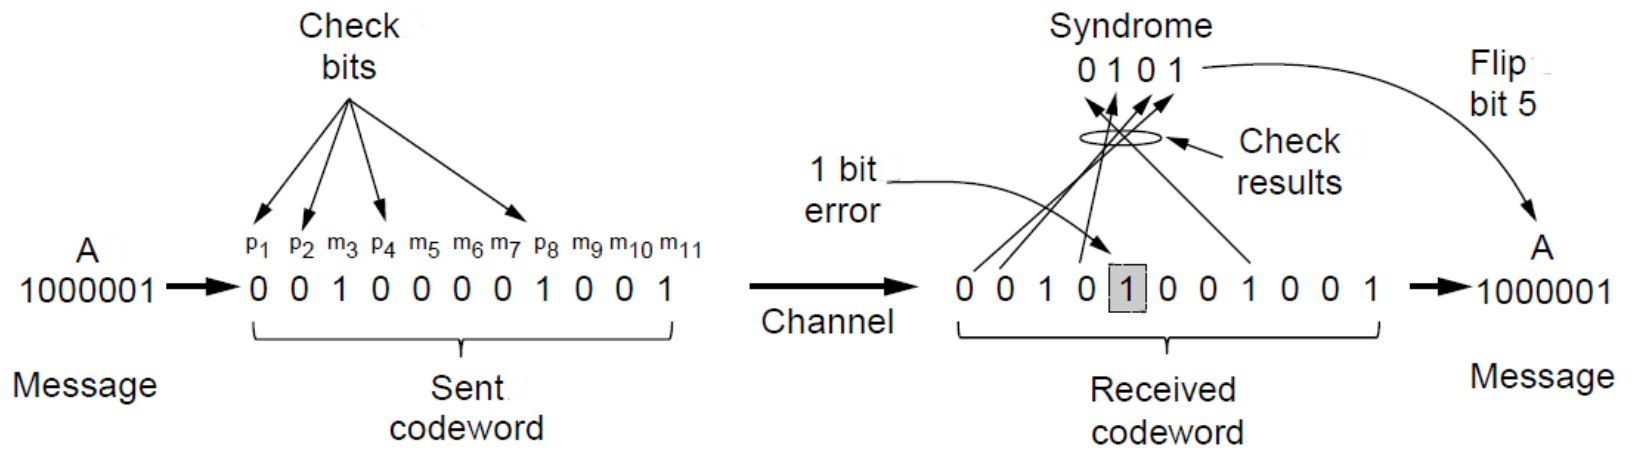 Check
bits
Syndrome
0 1 0 1
Flip
bit 5
Check
results
1 bit
error
A
1000001
p1 p2 m3 p4 m5 m6 m7 p8 m9 m10 m11
0 0 1 0 0 0 0 1 0 0 1
Channel
0 0 1 0 1 0 0 1 0 0 1
A
1000001
Message
Sent
codeword
Received
codeword
Message